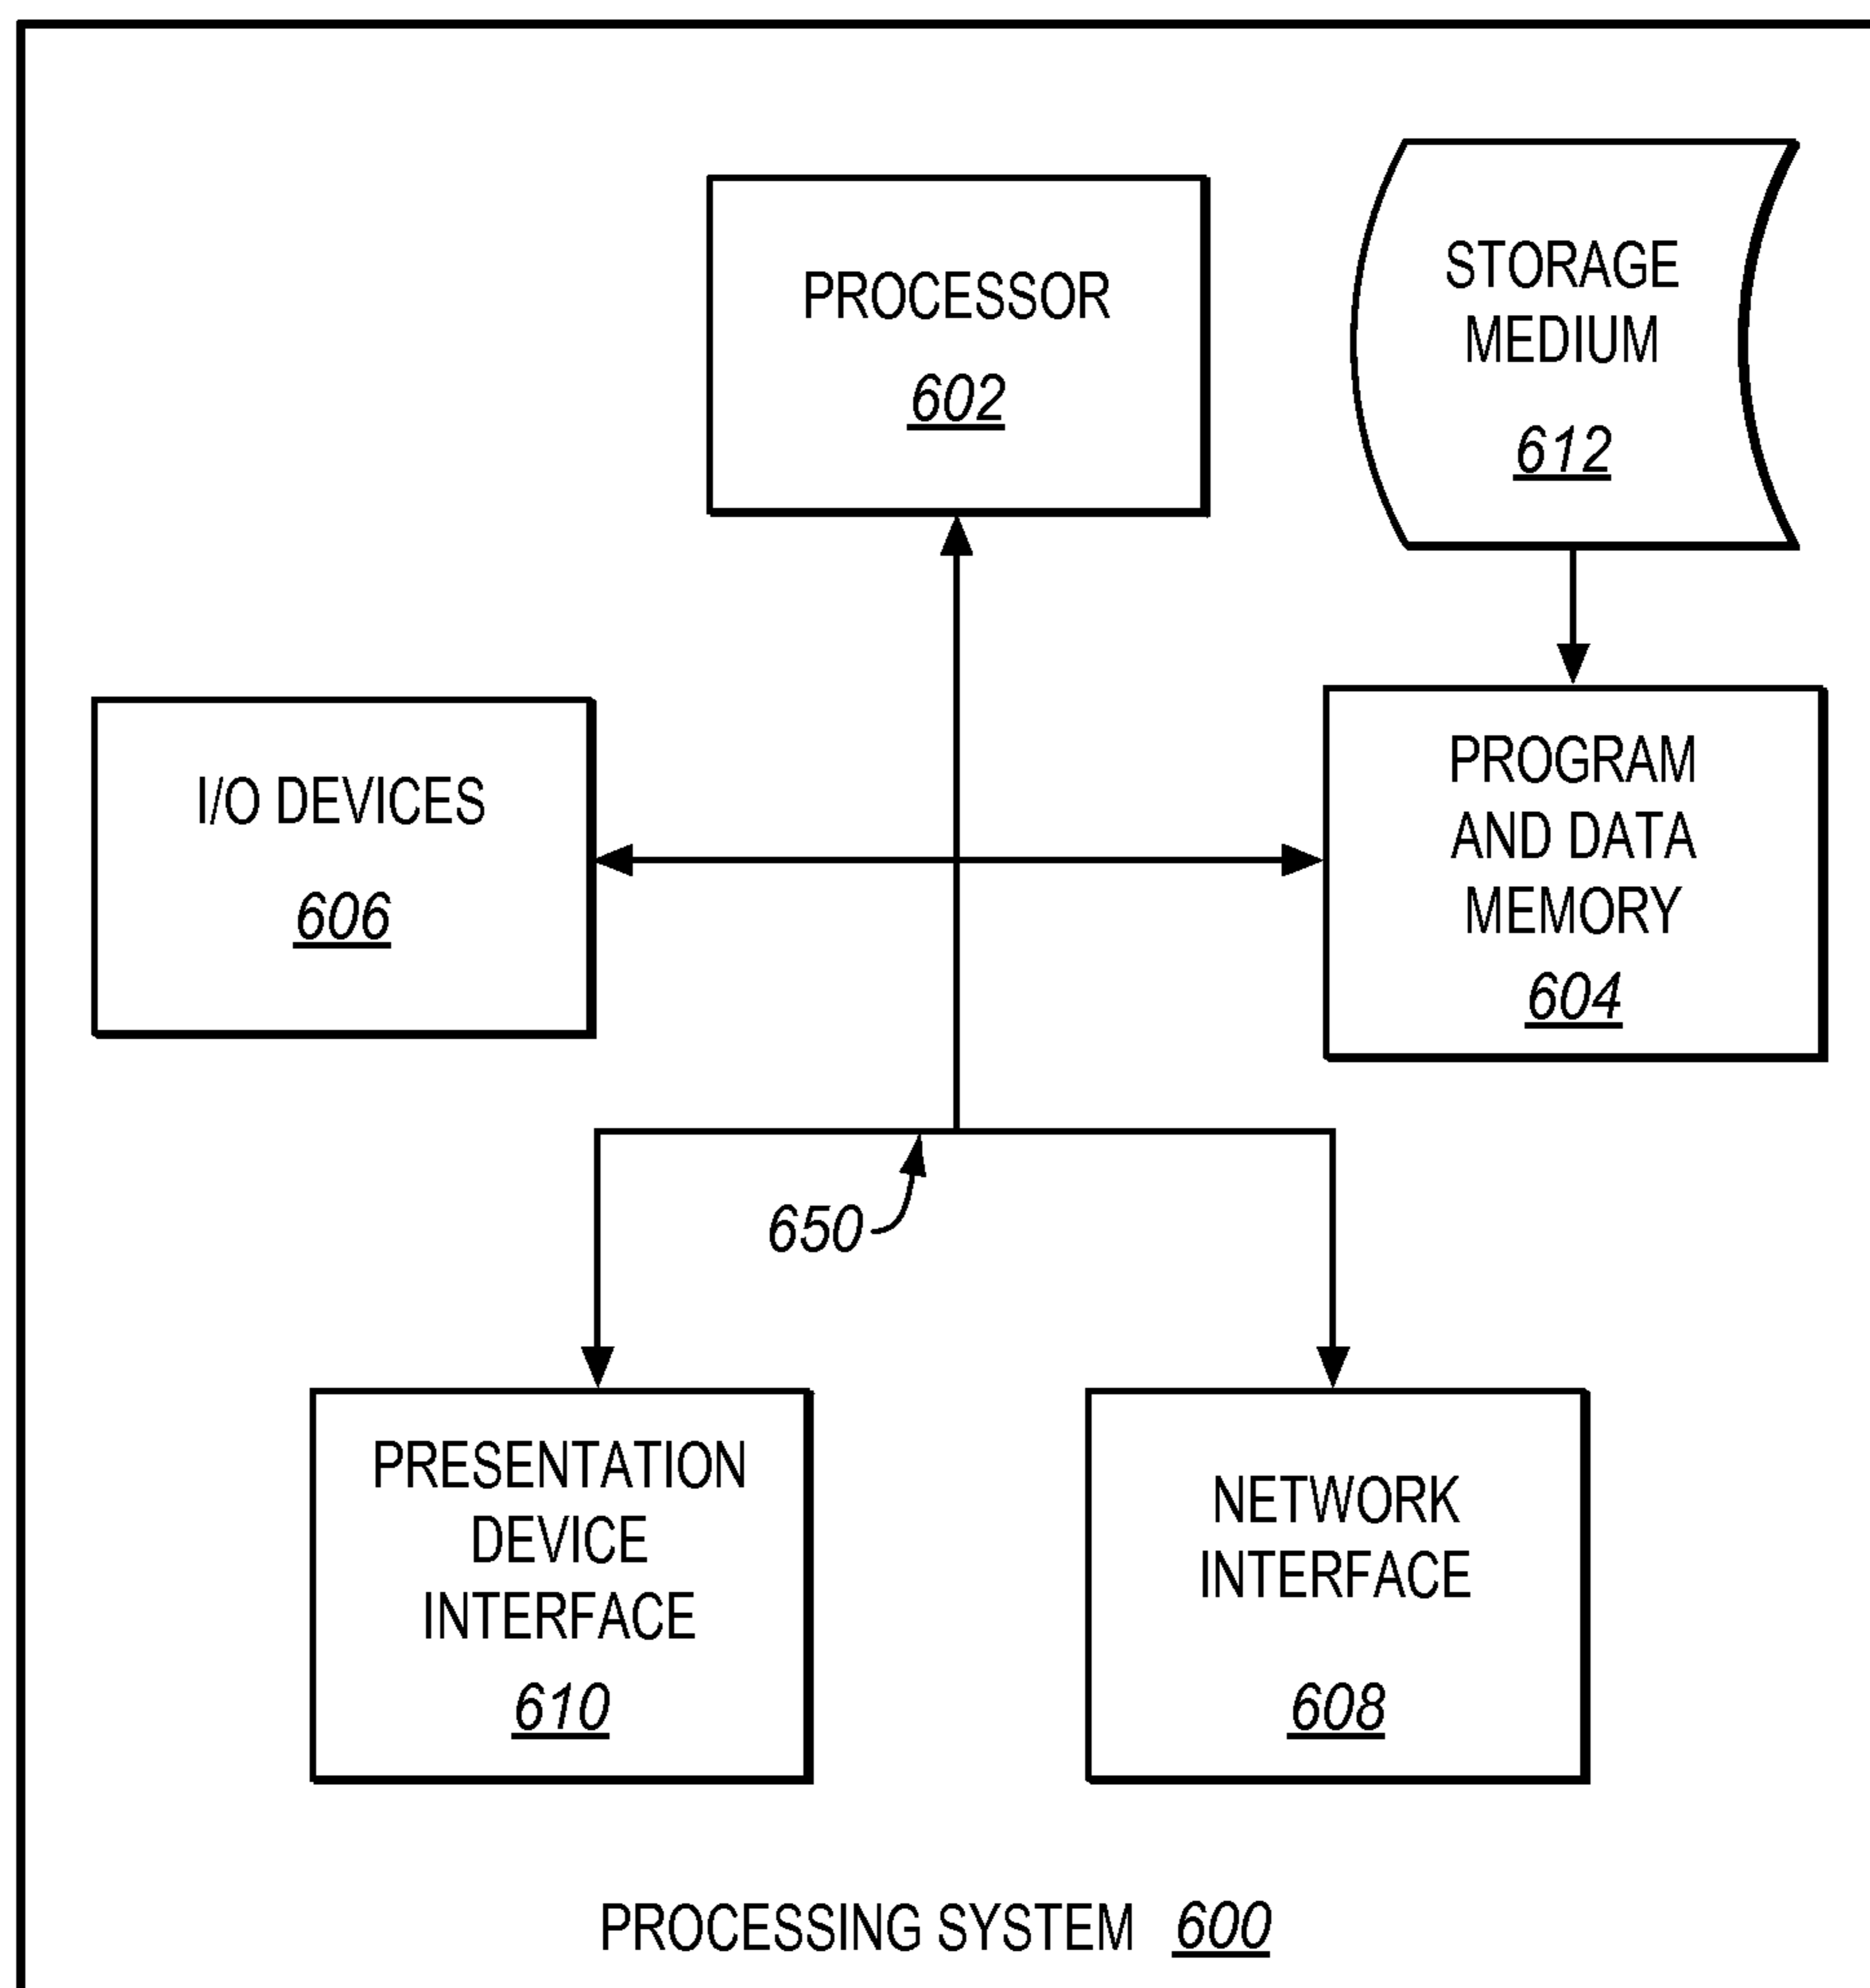 PROCESSOR
602
STORAGE
MEDIUM
612
I/O DEVICES
606
PROGRAM
AND DATA
MEMORY
604
650
PRESENTATION
DEVICE
INTERFACE
610
NETWORK
INTERFACE
608
PROCESSING SYSTEM 600